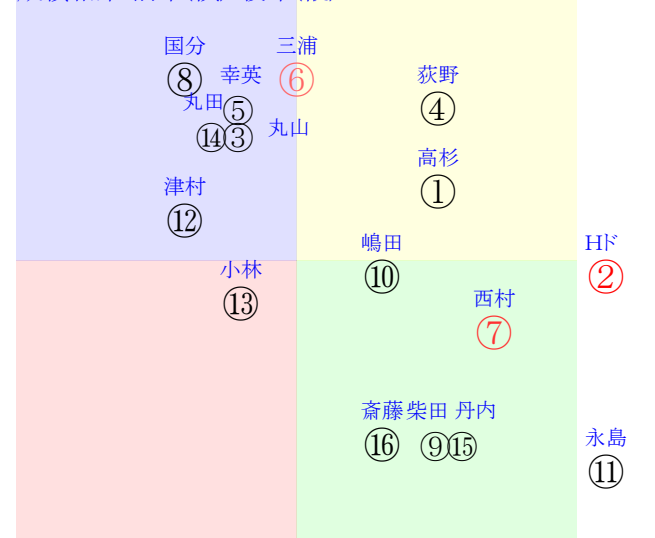 国分 三浦
⑧ 幸英 ⑥ 荻野
丸田 ⑤ ④
⑭③ 丸山
高杉
津村 ①
⑫
嶋田 Hド
小林 ⑩ ②
⑬ 西村
⑦
斎藤 柴田 丹内
⑯ ⑨⑮ 永島
⑪